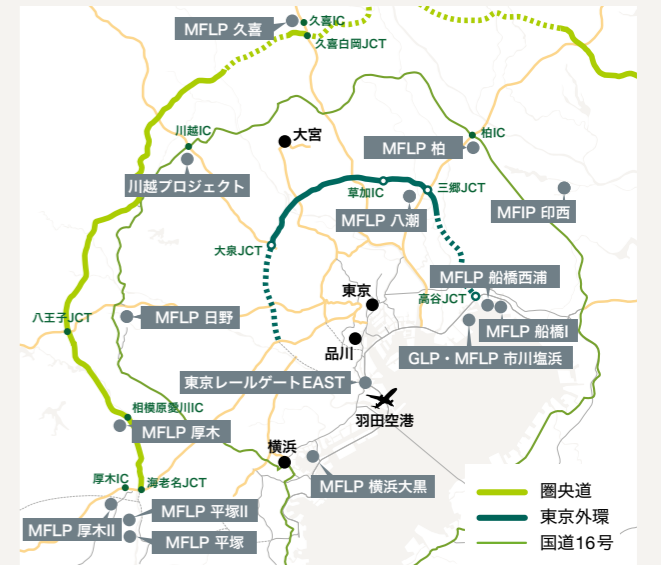 MFLP 久喜
久喜IC
久喜白岡JCT
川越IC
大宮
柏IC
MFLP 柏
川越プロジェクト
草加IC
三郷JCT
MFLP 八潮
MFIP 印西
大泉JCT
MFLP 船橋西浦
東京
高谷JCT
八王子JCT
MFLP 日野
MFLP 船橋I
品川
GLP・MFLP 市川塩浜
東京レールゲートEAST
相模原愛川IC
羽田空港
MFLP 厚木
横浜
厚木IC
海老名JCT
MFLP 横浜大黒
圏央道
MFLP 平塚II
東京外環
MFLP 厚木II
MFLP 平塚
国道16号